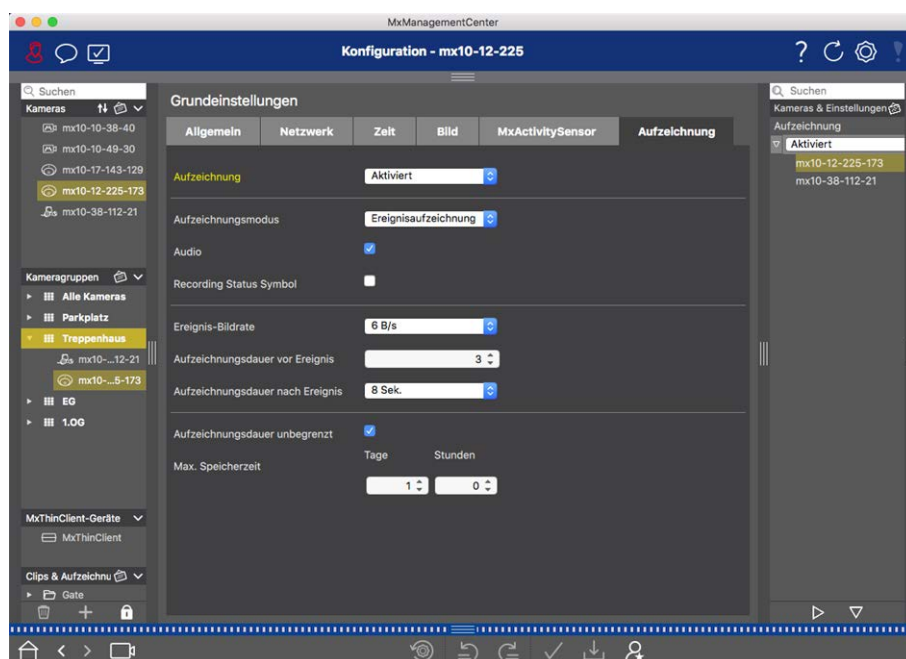 MxManagementCenter
Konfiguration - mx10-12-225
Suchen
Kameras
mx10-10-38-40
mx10-10-49-30
mx10-17-143-129
mx10-12-225-173
mx10-38-112-21
Kameragruppen
Alle Kameras
Parkplatz
Treppenhaus
mx10-...12-21
mx10-...5-173
EG
1.OG
MxThinClient-Geräte
MxThinClient
Clips & Aufzeichnu
Gate
Grundeinstellungen
Allgemein Netzwerk Zeit Bild MxActivitySensor Aufzeichnung
Aufzeichnung Aktiviert
Aufzeichnungsmodus Ereignisaufzeichnung
Audio
Recording Status Symbol
Ereignis-Bildrate 6 B/s
Aufzeichnungsdauer vor Ereignis 3
Aufzeichnungsdauer nach Ereignis 8 Sek.
Aufzeichnungsdauer unbegrenzt
Tage Stunden
Max. Speicherzeit
1 0
Suchen
Kameras & Einstellungen
Aufzeichnung
Aktiviert
mx10-12-225-173
mx10-38-112-21